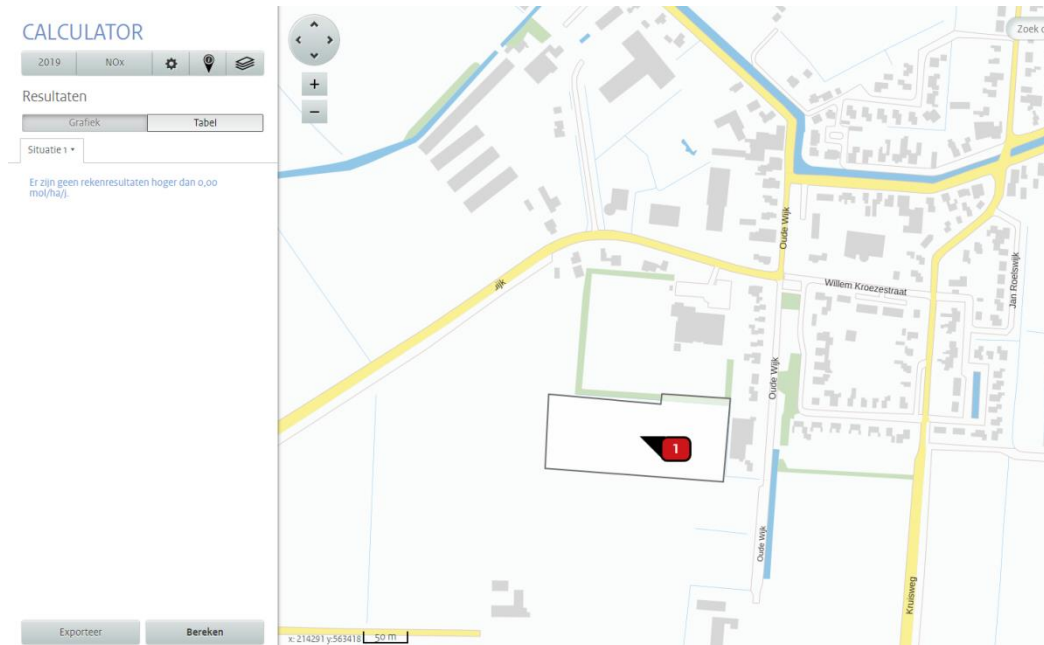 CALCULATOR
2019 NOx
Resultaten
Grafiek Tabel
Situatie 1
Er zijn geen rekenresultaten hoger dan 0,00
mol/ha/j.
Exporteer Bereken
+
−
Zoek
Oude Wijk
Willem Kroezestraat
Jan Roelswijk
ijk
Oude Wijk
1
Oude Wijk
Kruisweg
x: 214291 y:563418 50 m